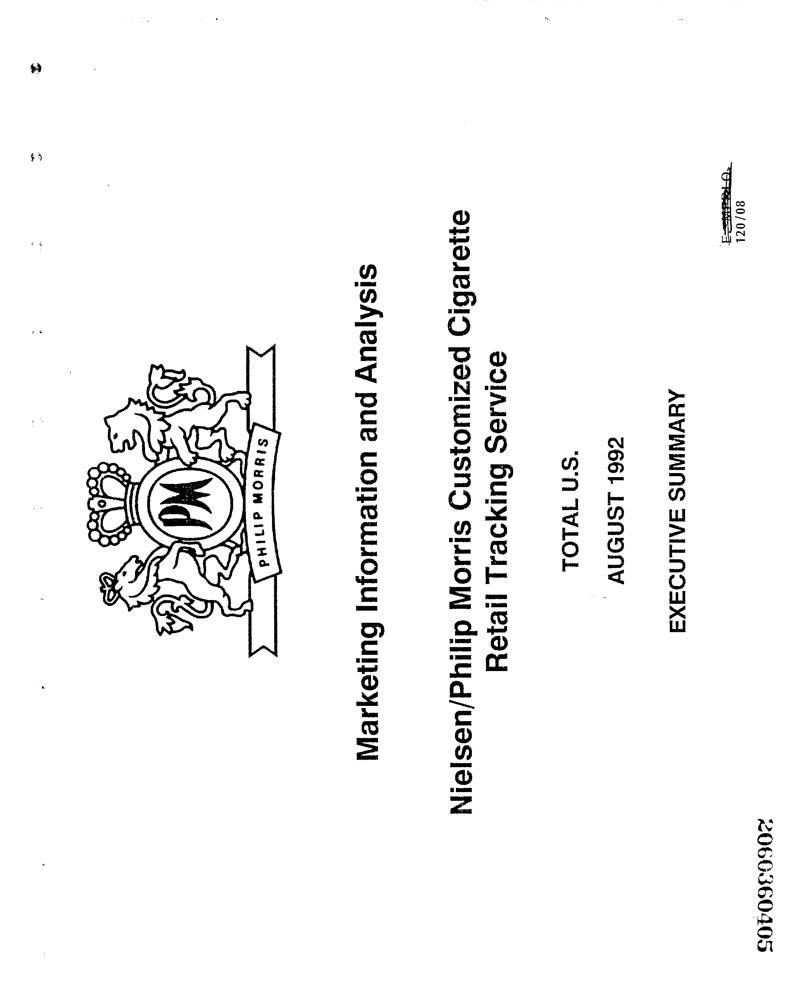 PM
PHILIP MORRIS
Marketing Information and Analysis
Nielsen/Philip Morris Customized Cigarette
Retail Tracking Service
TOTAL U.S.
AUGUST 1992
EXECUTIVE SUMMARY
120/08
2060360405